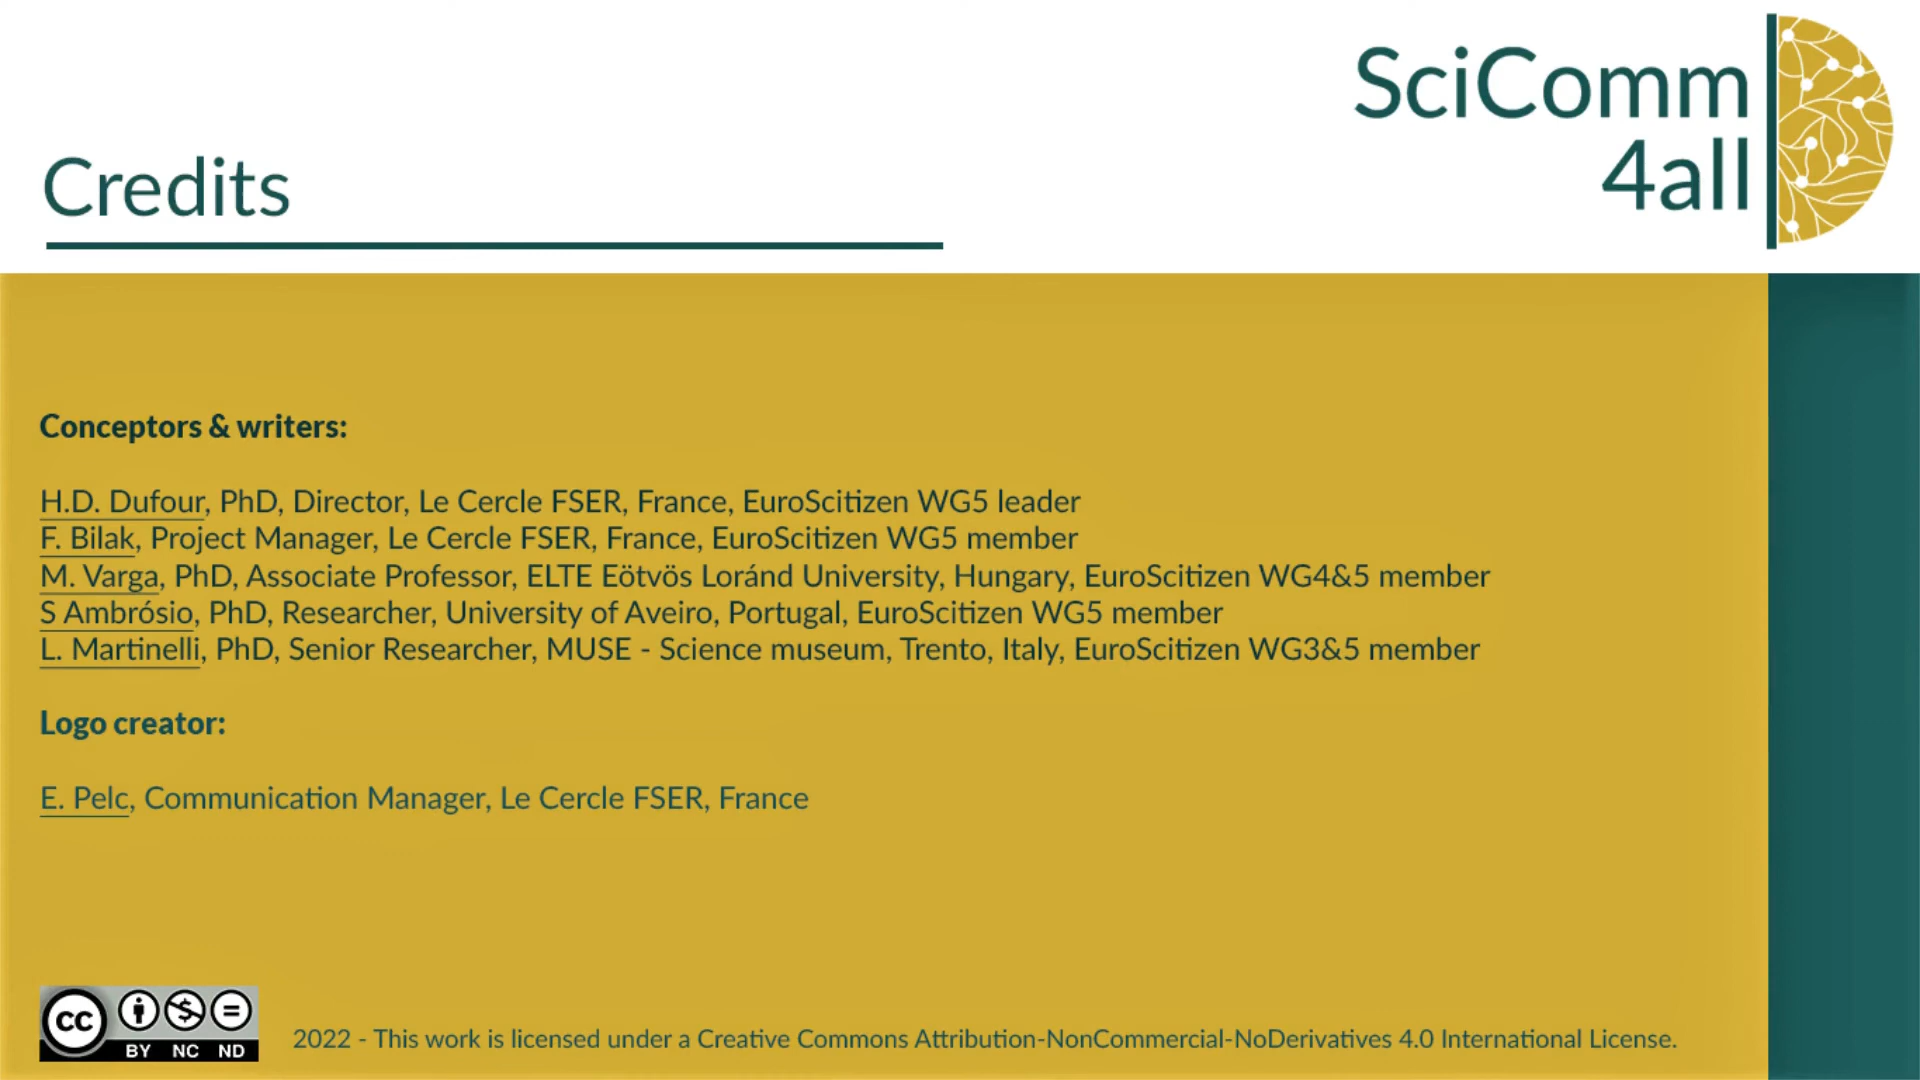 SciComm
4all
Credits
Conceptors & writers:
H.D. Dufour, PhD, Director, Le Cercle FSER, France, EuroScitizen WG5 leader
F. Bilak, Project Manager, Le Cercle FSER, France, EuroScitizen WG5 member
M. Varga, PhD, Associate Professor, ELTE Eötvös Loránd University, Hungary, EuroScitizen WG4&5 member
S Ambrósio, PhD, Researcher, University of Aveiro, Portugal, EuroScitizen WG5 member
L. Martinelli, PhD, Senior Researcher, MUSE - Science museum, Trento, Italy, EuroScitizen WG3&5 member
Logo creator:
E. Pelc, Communication Manager, Le Cercle FSER, France
cc
BY NC ND
2022 - This work is licensed under a Creative Commons Attribution-NonCommercial-NoDerivatives 4.0 International License.